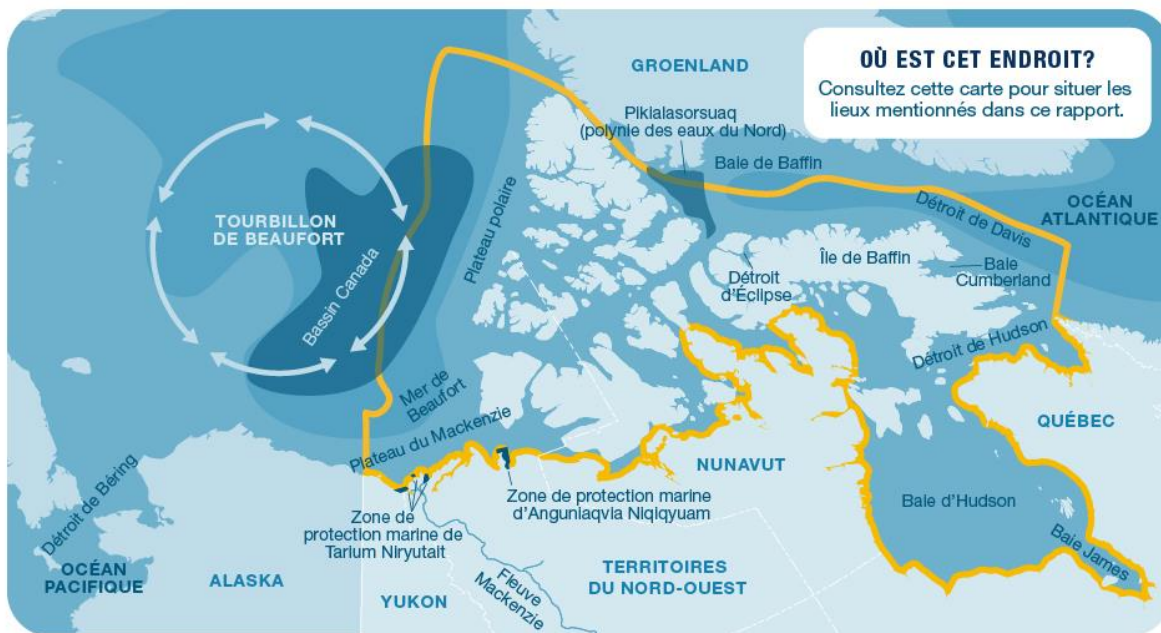 OÙ EST CET ENDROIT?
Consultez cette carte pour situer les
lieux mentionnés dans ce rapport.
GROENLAND
Pikialasorsuaq
(polynie des eaux du Nord)
Baie de Baffin
OCÉAN
ATLANTIQUE
Détroit de Davis
TOURBILLON
DE BEAUFORT
Bassin Canada
Plateau polaire
Île de Baffin
Baie
Cumberland
Détroit
d'Éclipse
Détroit de Hudson
Mer de
Beaufort
Plateau du Mackenzie
QUÉBEC
NUNAVUT
Détroit de Béring
Zone de protection marine
d'Anguniaqvia Niqiqyuam
Baie d'Hudson
Zone de
protection marine de
Tarium Niryutait
Baie James
OCÉAN
PACIFIQUE
ALASKA
YUKON
Fleuve
Mackenzie
TERRITOIRES
DU NORD-OUEST